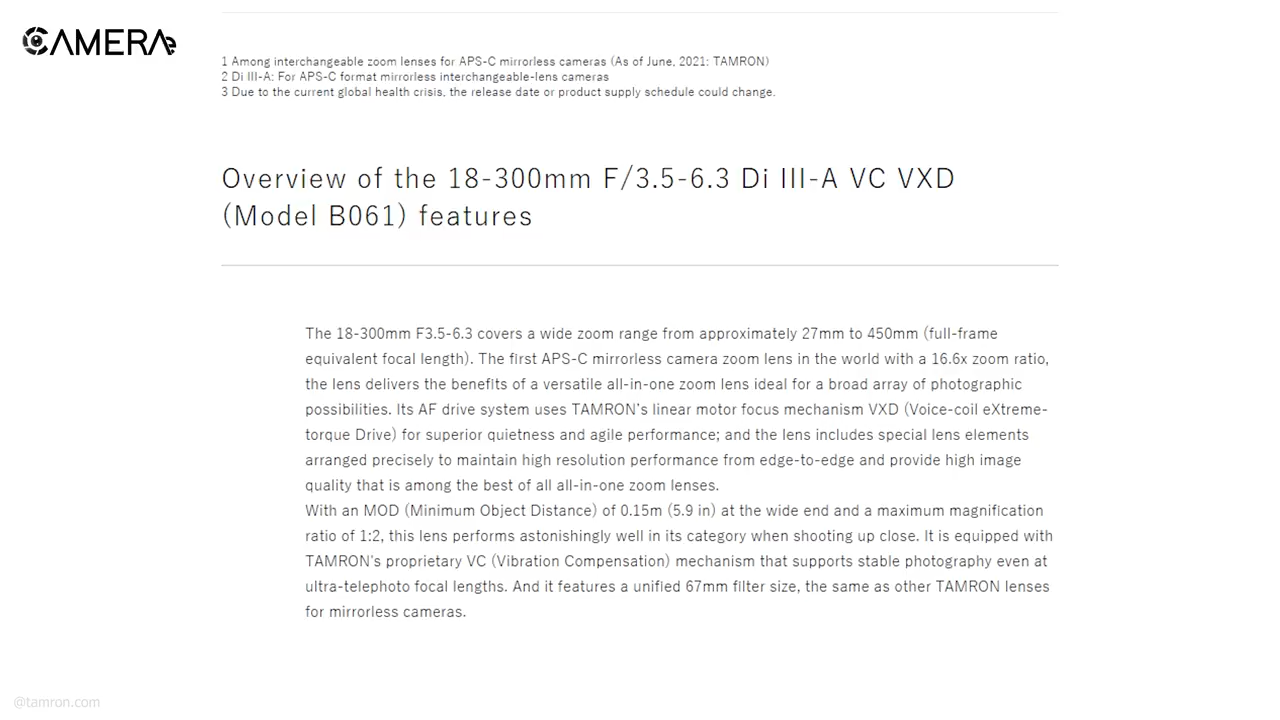 CAMERAe
1 Among interchangeable zoom lenses for APS-C mirrorless cameras (As of June, 2021: TAMRON)
2 Di III-A: For APS-C format mirrorless interchangeable-lens cameras
3 Due to the current global health crisis, the release date or product supply schedule could change.
Overview of the 18-300mm F/3.5-6.3 Di III-A VC VXD
(Model B061) features
The 18-300mm F3.5-6.3 covers a wide zoom range from approximately 27mm to 450mm (full-frame
equivalent focal length). The first APS-C mirrorless camera zoom lens in the world with a 16.6x zoom ratio,
the lens delivers the benefits of a versatile all-in-one zoom lens ideal for a broad array of photographic
possibilities. Its AF drive system uses TAMRON's linear motor focus mechanism VXD (Voice-coil eXtreme-
torque Drive) for superior quietness and agile performance; and the lens includes special lens elements
arranged precisely to maintain high resolution performance from edge-to-edge and provide high image
quality that is among the best of all all-in-one zoom lenses.
With an MOD (Minimum Object Distance) of 0.15m (5.9 in) at the wide end and a maximum magnification
ratio of 1:2, this lens performs astonishingly well in its category when shooting up close. It is equipped with
TAMRON's proprietary VC (Vibration Compensation) mechanism that supports stable photography even at
ultra-telephoto focal lengths. And it features a unified 67mm filter size, the same as other TAMRON lenses
for mirrorless cameras.
@tamron.com